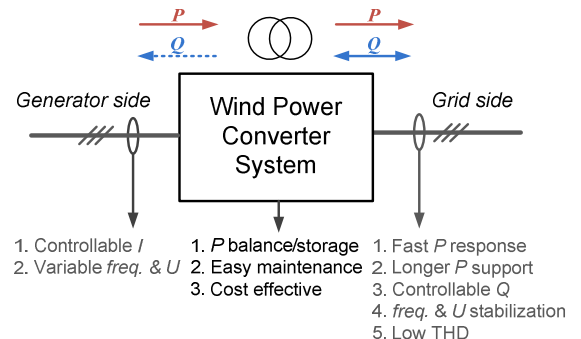 P
P
Q
Q
Generator side
Wind Power
Converter
System
Grid side
1. Controllable I
2. Variable freq. & U
1. P balance/storage
2. Easy maintenance
3. Cost effective
1. Fast P response
2. Longer P support
3. Controllable Q
4. freq. & U stabilization
5. Low THD